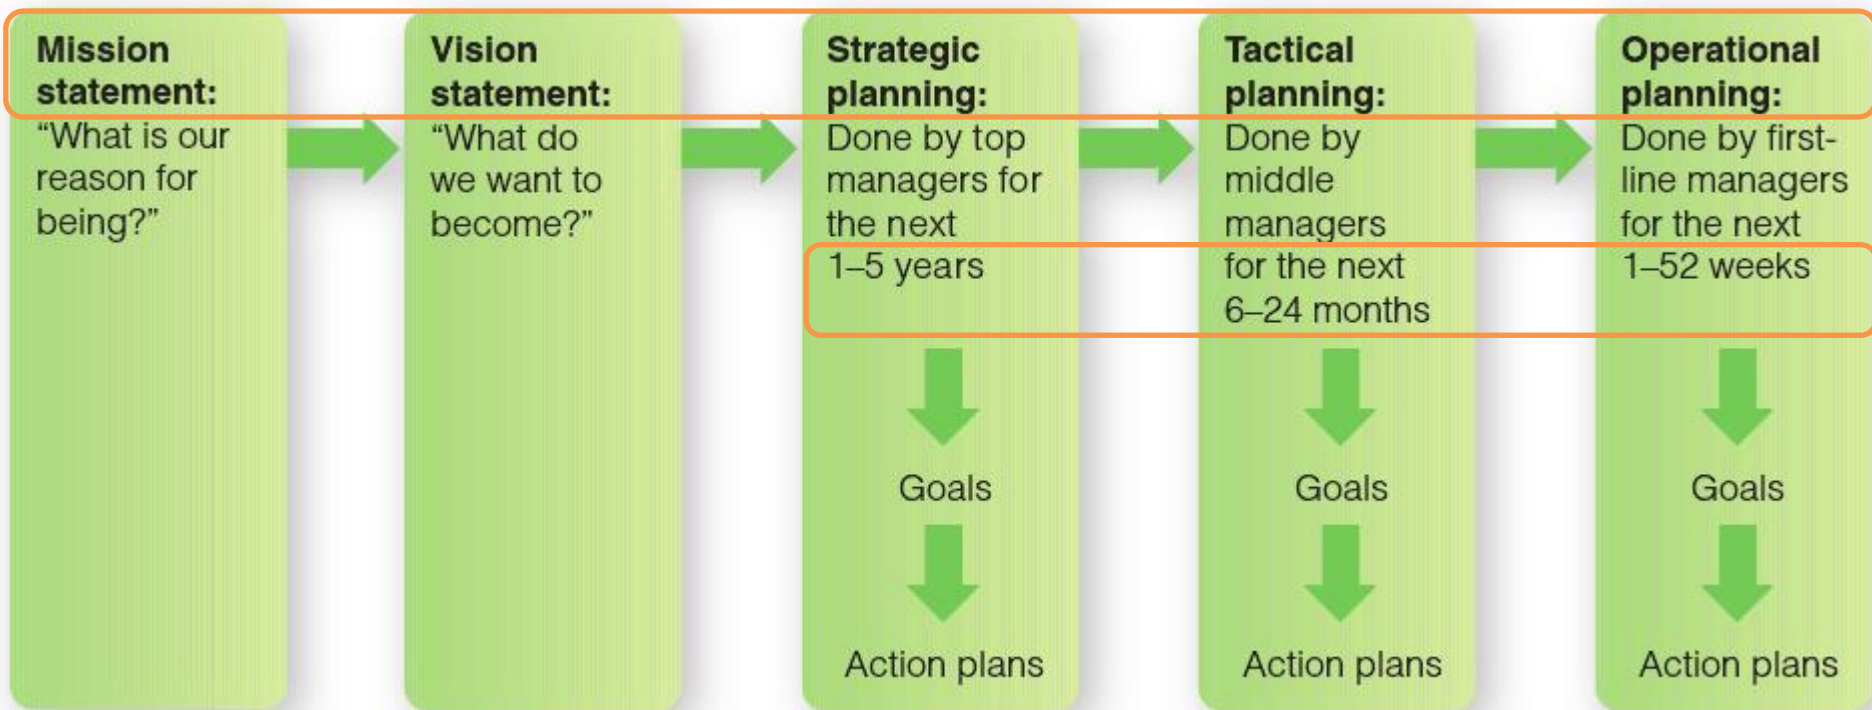 Mission
statement:
“What is our
reason for
being?”
Vision
statement:
“What do
we want to
become?”
Strategic
planning:
Done by top
managers for
the next
1–5 years
Goals
Action plans
Tactical
planning:
Done by
middle
managers
for the next
6–24 months
Goals
Action plans
Operational
planning:
Done by first-
line managers
for the next
1–52 weeks
Goals
Action plans